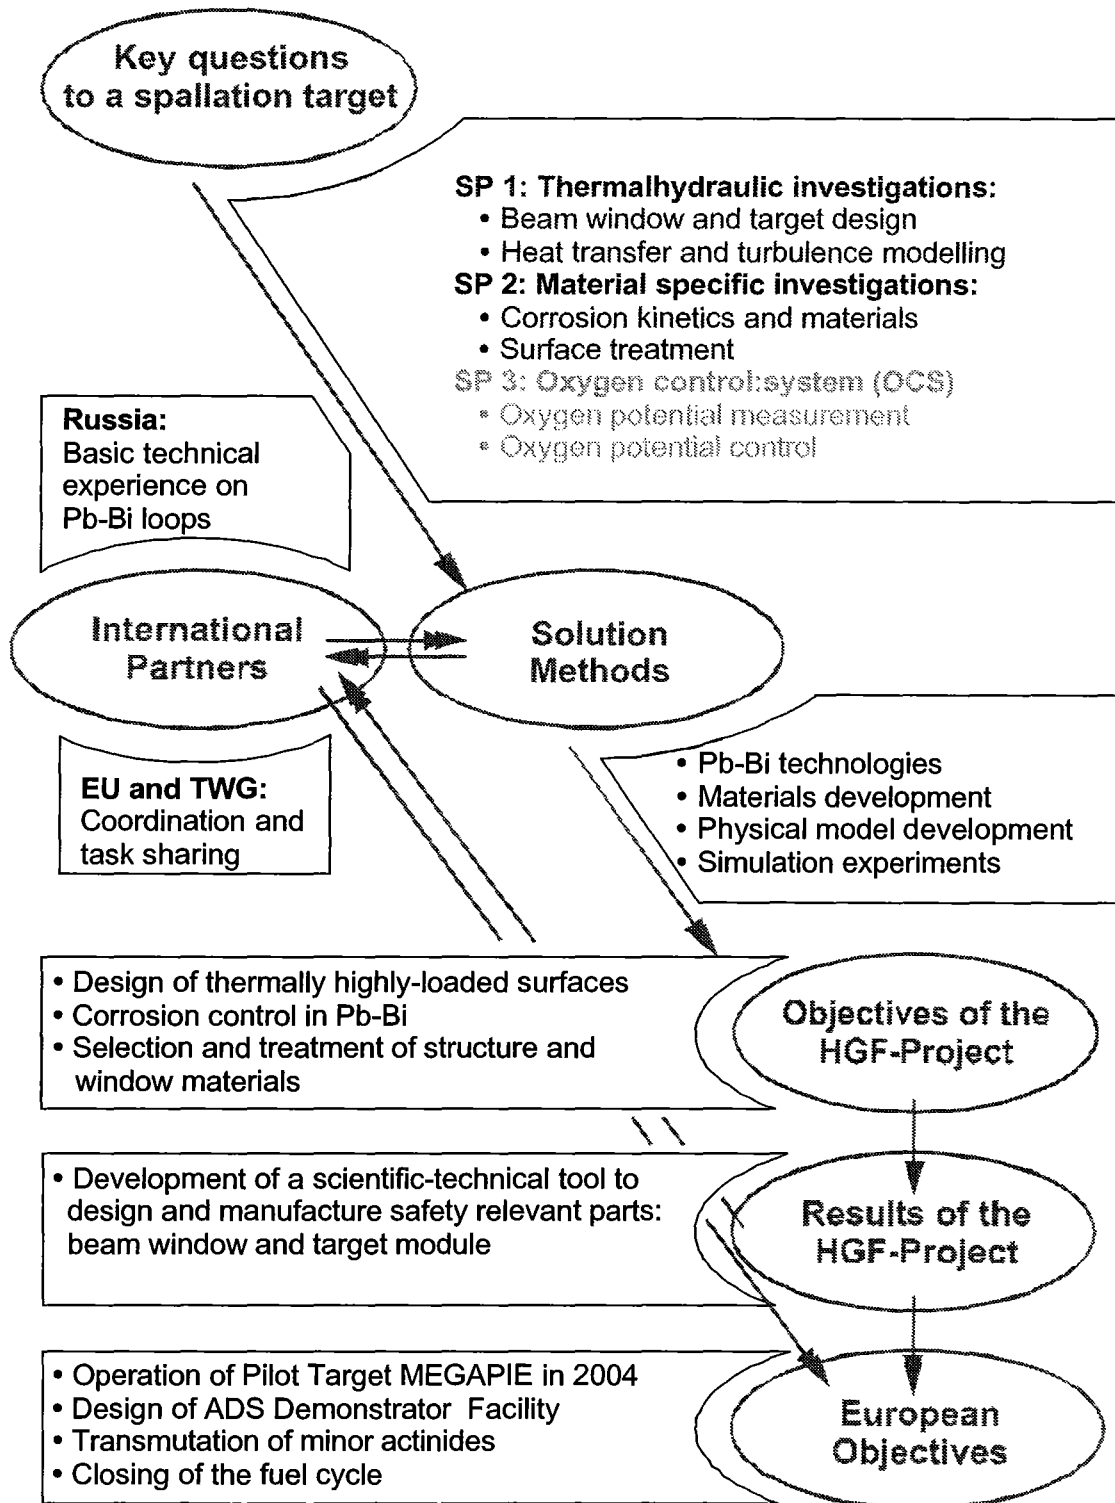 Key questions
to a spallation target
SP 1: Thermalhydraulic investigations:
• Beam window and target design
• Heat transfer and turbulence modelling
SP 2: Material specific investigations:
• Corrosion kinetics and materials
• Surface treatment
SP 3: Oxygen control:system (OCS)
• Oxygen potential measurement
• Oxygen potential control
Russia:
Basic technical
experience on
Pb-Bi loops
International
Partners
Solution
Methods
EU and TWG:
Coordination and
task sharing
• Pb-Bi technologies
• Materials development
• Physical model development
• Simulation experiments
• Design of thermally highly-loaded surfaces
• Corrosion control in Pb-Bi
• Selection and treatment of structure and
window materials
Objectives of the
HGF-Project
• Development of a scientific-technical tool to
design and manufacture safety relevant parts:
beam window and target module
Results of the
HGF-Project
• Operation of Pilot Target MEGAPIE in 2004
• Design of ADS Demonstrator Facility
• Transmutation of minor actinides
• Closing of the fuel cycle
European
Objectives